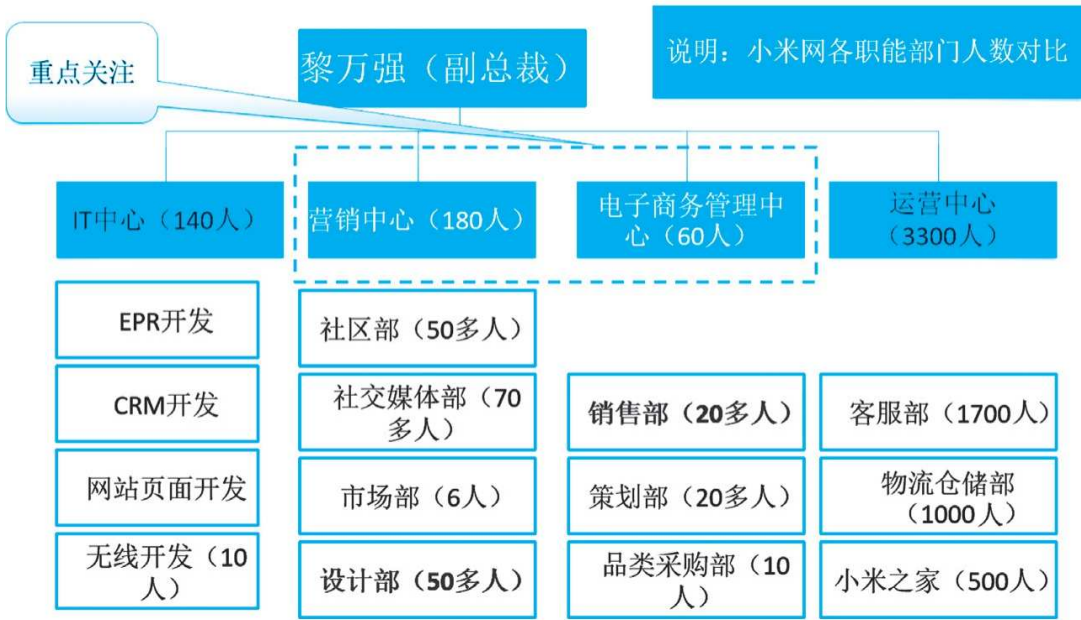 重点关注
黎万强（副总裁）
说明：小米网各职能部门人数对比
IT中心（140人）
营销中心（180人）
电子商务管理中
心（60人）
运营中心
（3300人）
EPR开发
CRM开发
网站页面开发
无线开发（10
人）
社区部（50多人）
社交媒体部（70
多人）
市场部（6人）
设计部（50多人）
销售部（20多人）
策划部（20多人）
品类采购部（10
人）
客服部（1700人）
物流仓储部
（1000人）
小米之家（500人）